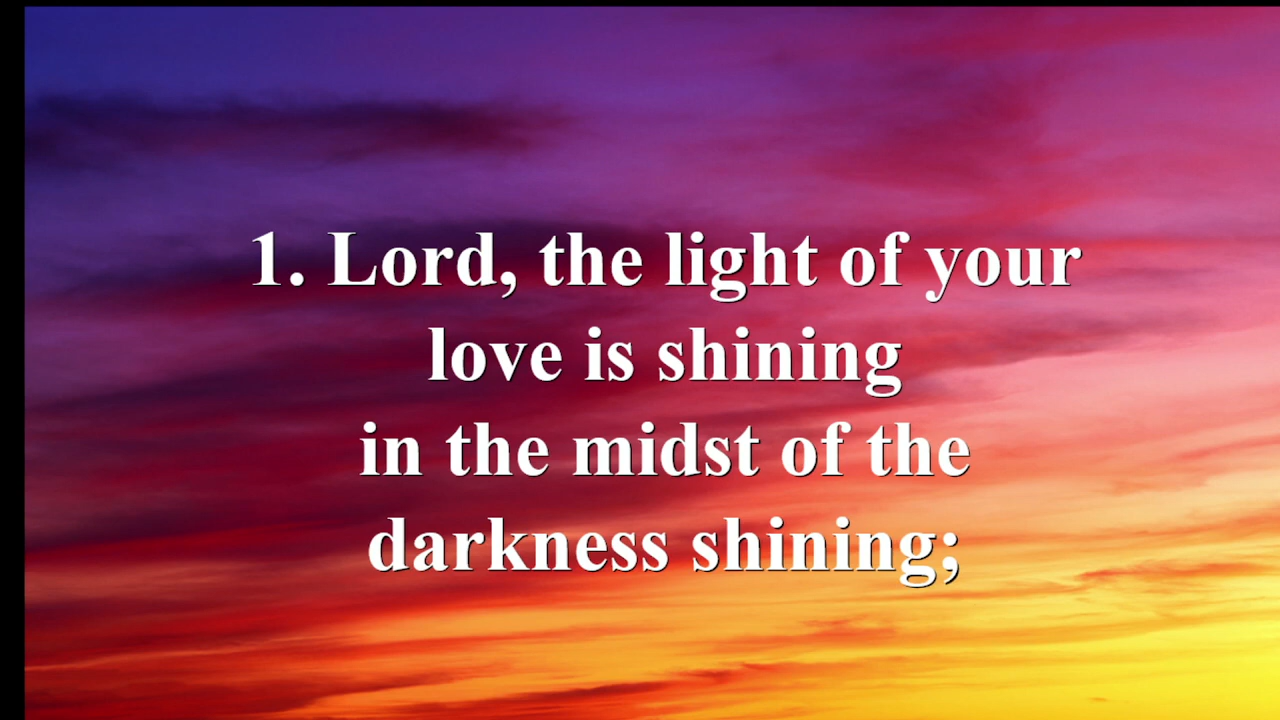 1. Lord, the light of your
love is shining
in the midst of the
darkness shining;